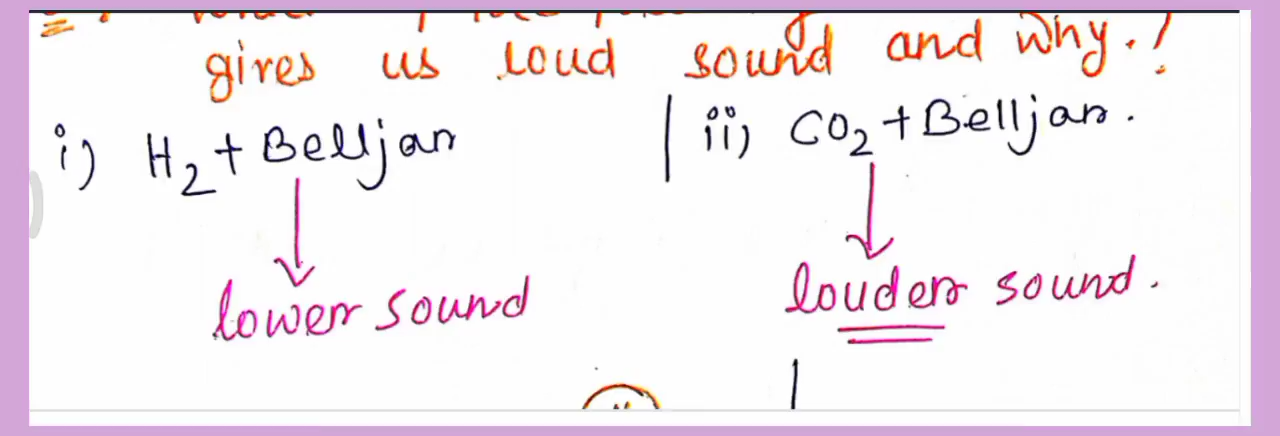 gives us loud sound and why.?
i) H₂ + Belljar | ii) CO₂ + Belljar.
lower sound louder sound.